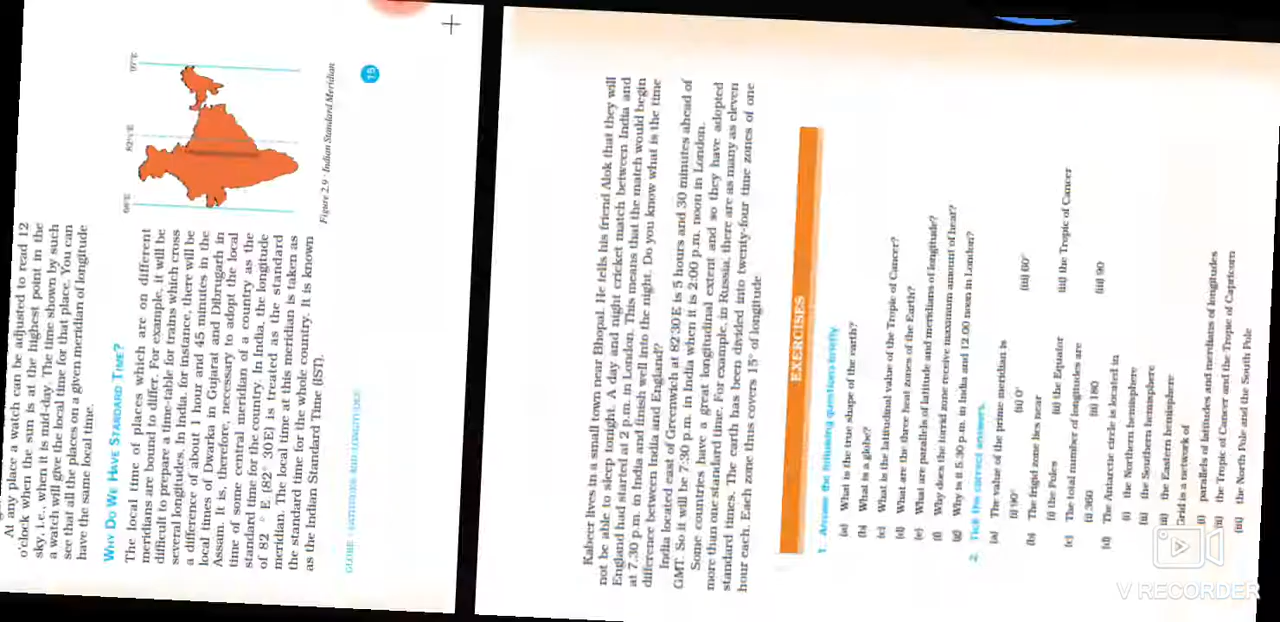 At any place a watch can be adjusted to read 12
o'clock when the sun is at the highest point in the
sky, i.e., when it is mid-day. The time shown by such
a watch will give the local time for that place. You can
see that all the places on a given meridian of longitude
have the same local time.
WHY DO WE HAVE STANDARD TIME?
The local time of places which are on different
meridians are bound to differ. For example, it will be
difficult to prepare a time-table for trains which cross
several longitudes. In India, for instance, there will be
a difference of about 1 hour and 45 minutes in the
local times of Dwarka in Gujarat and Dibrugarh in
Assam. It is, therefore, necessary to adopt the local
time of some central meridian of a country as the
standard time for the country. In India, the longitude
of 82 ° E (82° 30'E) is treated as the standard
meridian. The local time at this meridian is taken as
the standard time for the whole country. It is known
as the Indian Standard Time (IST).
82½°E
97°E
Figure 2.9 : Indian Standard Meridian
GLOBE : LATITUDES AND LONGITUDES
15
Kabeer lives in a small town near Bhopal. He tells his friend Alok that they will
not be able to sleep tonight. A day and night cricket match between India and
England had started at 2 p.m. in London. This means that the match would begin
at 7.30 p.m. in India and finish well into the night. Do you know what is the time
difference between India and England?
India located east of Greenwich at 82°30'E is 5 hours and 30 minutes ahead of
GMT. So it will be 7:30 p.m. in India when it is 2:00 p.m. noon in London.
Some countries have a great longitudinal extent and so they have adopted
more than one standard time. For example, in Russia, there are as many as eleven
standard times. The earth has been divided into twenty-four time zones of one
hour each. Each zone thus covers 15° of longitude
EXERCISES
1. Answer the following questions briefly.
(a) What is the true shape of the earth?
(b) What is a globe?
(c) What is the latitudinal value of the Tropic of Cancer?
(d) What are the three heat zones of the Earth?
(e) What are parallels of latitude and meridians of longitude?
(f) Why does the torrid zone receive maximum amount of heat?
(g) Why is it 5.30 p.m. in India and 12.00 noon in London?
2. Tick the correct answers.
(a) The value of the prime meridian is
(i) 90° (ii) 0° (iii) 60°
(b) The frigid zone lies near
(i) the Poles (ii) the Equator (iii) the Tropic of Cancer
(c) The total number of longitudes are
(i) 360 (ii) 180 (iii) 90
(d) The Antarctic circle is located in
(i) the Northern hemisphere
(ii) the Southern hemisphere
(iii) the Eastern hemisphere
Grid is a network of
(i) parallels of latitudes and meridians of longitudes
(ii) the Tropic of Cancer and the Tropic of Capricorn
(iii) the North Pole and the South Pole
V RECORDER